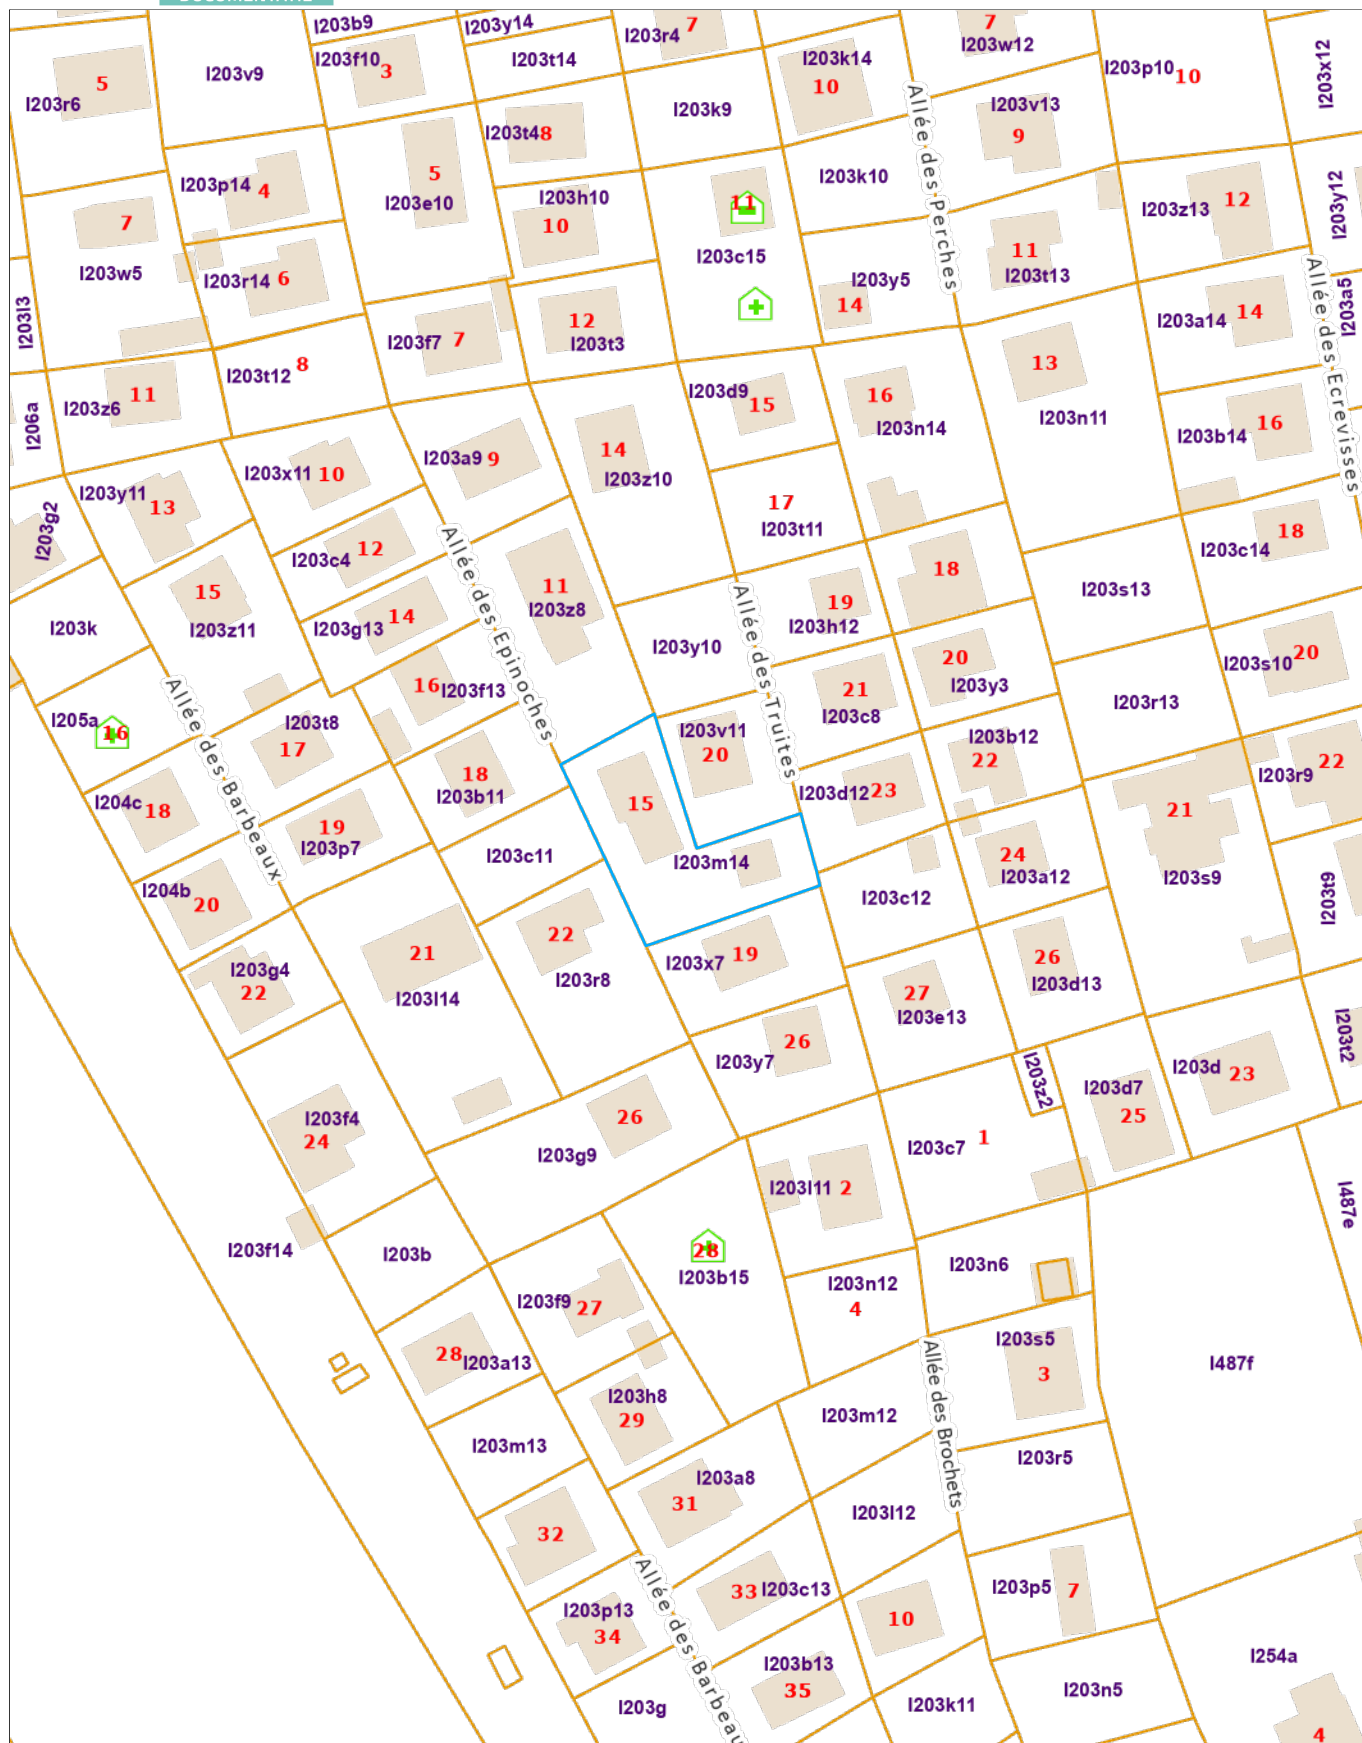 I203b9
I203y14
I203r4
7
7
I203w12
I203f10
3
I203t14
I203k14
10
I203p10
10
I203x12
5
I203r6
I203v9
I203k9
I203v13
9
I203t4
8
I203p14
4
5
I203e10
I203h10
10
11
I203c15
I203k10
Allée des Perches
I203z13
12
I203y12
7
I203w5
I203r14
6
I203y5
14
11
I203t13
I203a14
14
I203a5
Allée des Ecrevisses
I203l3
I203t12
8
I203f7
7
12
I203t3
13
I203n11
11
I203z6
I206a
I203d9
15
16
I203n14
I203b14
16
I203x11
10
I203a9
9
14
I203z10
I203y11
13
I203g2
17
I203t11
I203c14
18
I203c4
12
Allée des Epinoches
11
I203z8
18
I203s13
15
I203z11
I203g13
14
Allée des Truites
19
I203h12
I203k
I203y10
20
I203y3
I203s10
20
16
I203f13
21
I203c8
I203r13
I205a
16
Allée des Barbeaux
I203t8
17
I203v11
20
I203b12
22
22
I203r9
18
I203b11
15
I203d12
23
I204c
18
21
19
I203p7
I203c11
I203m14
24
I203a12
I203s9
I204b
20
I203c12
I203t9
22
I203r8
21
I203l14
I203x7
19
26
I203d13
I203g4
22
27
I203e13
I203y7
26
I203z2
I203d7
25
I203d
23
I203t2
I203f4
24
26
I203g9
I203c7
1
I203l11
2
I487e
I203f14
I203b
28
I203b15
I203n6
I203n12
4
I203f9
27
I203s5
3
I487f
28
I203a13
I203h8
29
Allée des Brochets
I203m12
I203m13
I203r5
I203a8
31
I203l12
32
Allée des Barbeau
33
I203c13
I203p5
7
I203p13
34
10
I203b13
35
I254a
I203g
I203k11
I203n5
4